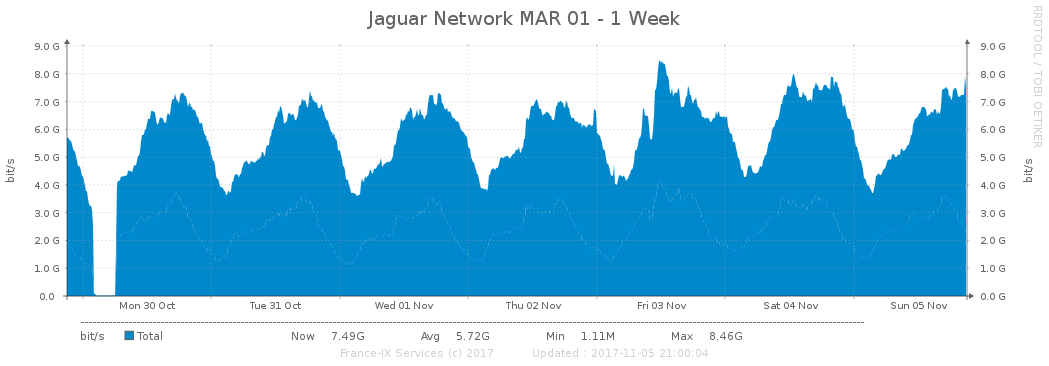 Jaguar Network MAR 01 - 1 Week
RRDTOOL / TOBI OETIKER
bit/s
9.0 G 9.0 G
8.0 G 8.0 G
7.0 G 7.0 G
6.0 G 6.0 G
5.0 G 5.0 G
4.0 G 4.0 G
3.0 G 3.0 G
2.0 G 2.0 G
1.0 G 1.0 G
0.0 0.0 G
bit/s
Mon 30 Oct Tue 31 Oct Wed 01 Nov Thu 02 Nov Fri 03 Nov Sat 04 Nov Sun 05 Nov
bit/s Total Now 7.49G Avg 5.72G Min 1.11M Max 8.46G
France-IX Services (c) 2017 Updated : 2017-11-05 21:00:04